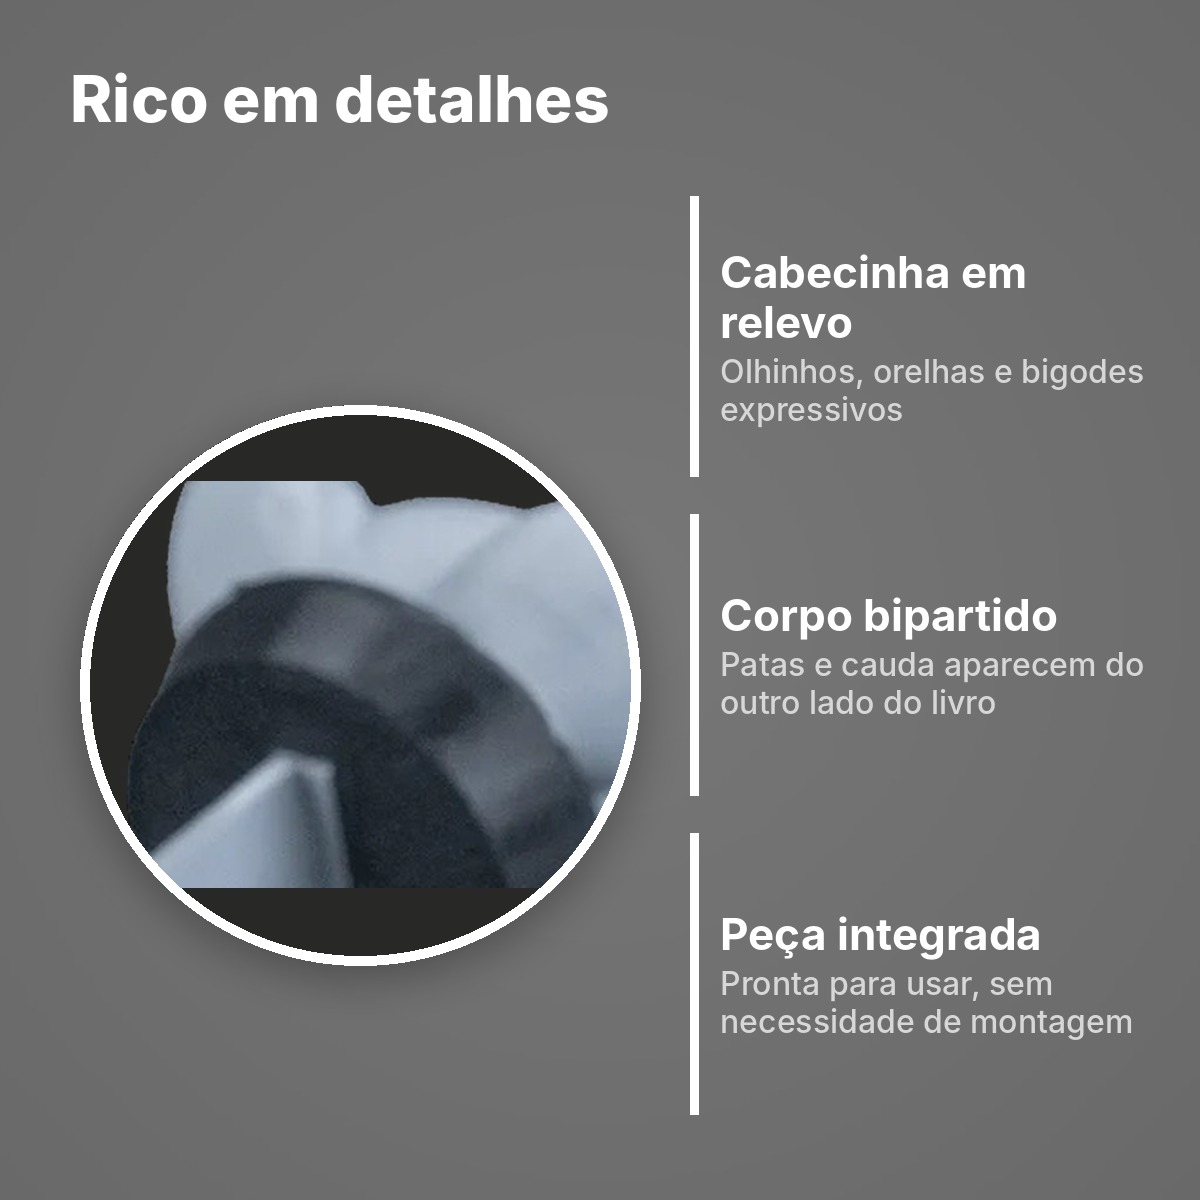 Rico em detalhes
Cabecinha em
relevo
Olhinhos, orelhas e bigodes
expressivos
Corpo bipartido
Patas e cauda aparecem do
outro lado do livro
Peça integrada
Pronta para usar, sem
necessidade de montagem